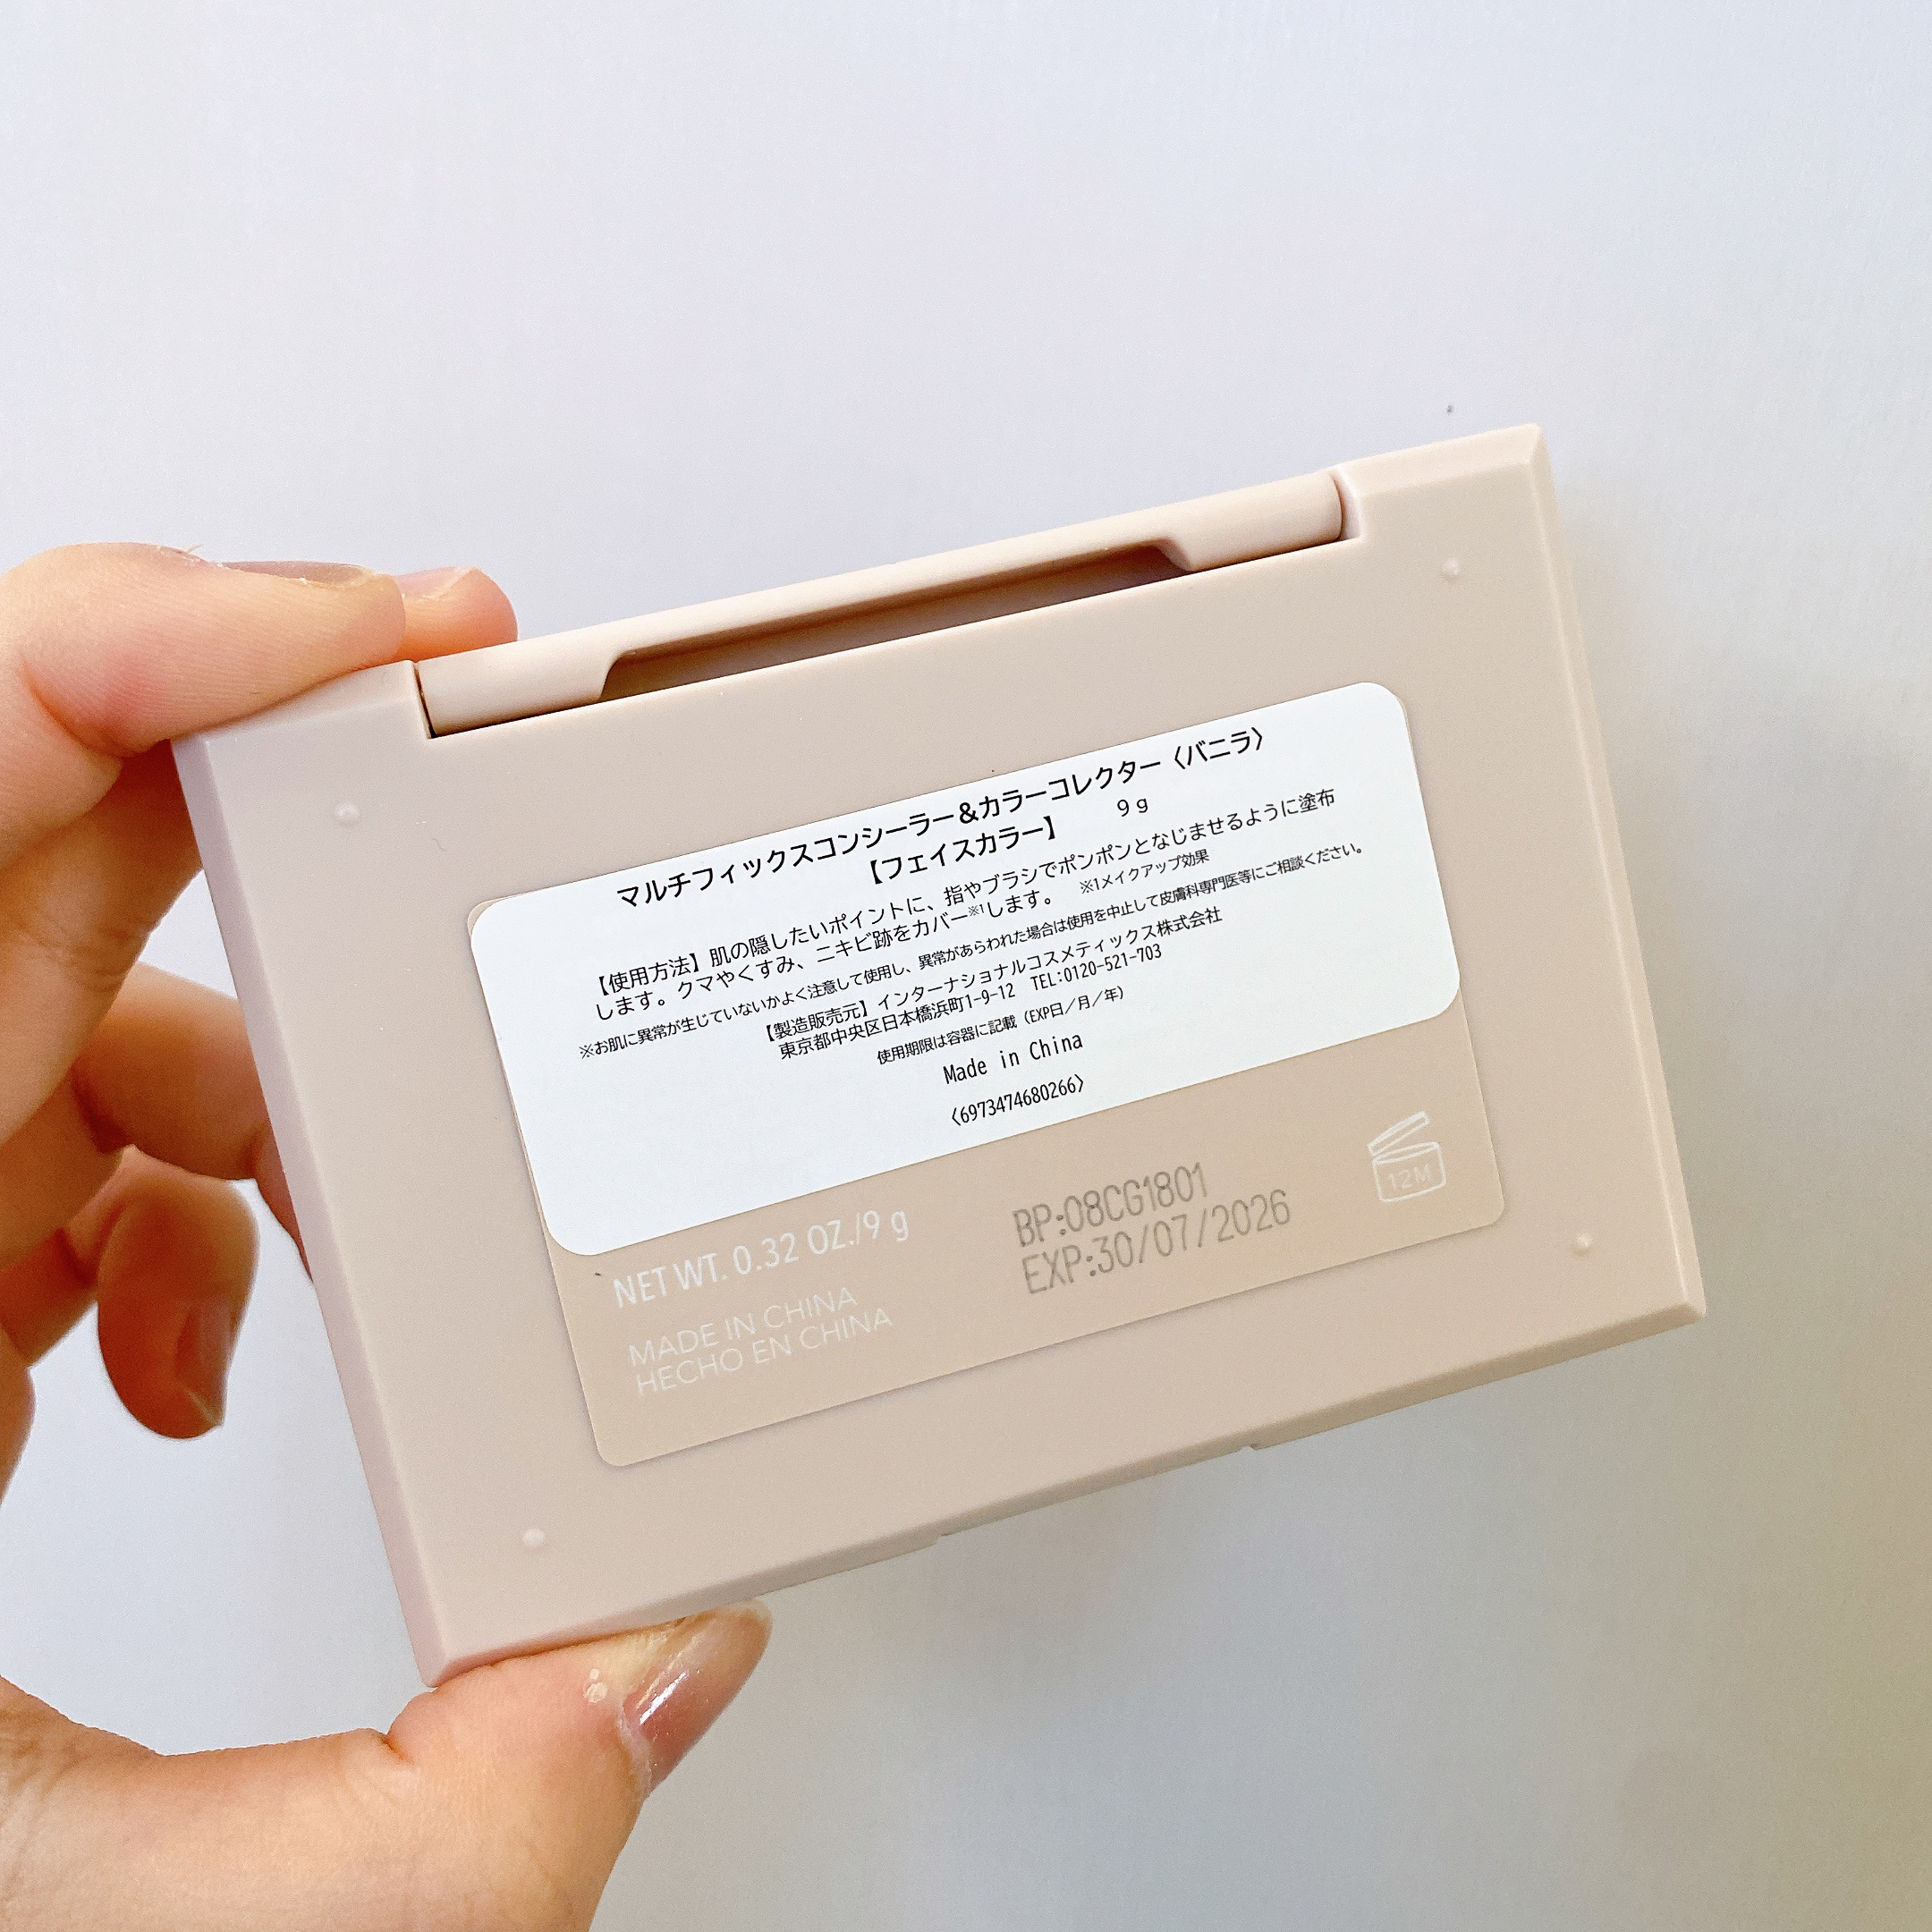 マルチフィックスコンシーラー＆カラーコレクター〈バニラ〉
【フェイスカラー】 9g
【使用方法】肌の隠したいポイントに、指やブラシでポンポンとなじませるように塗布
します。クマやくすみ、ニキビ跡をカバー※1します。 ※1メイクアップ効果
※お肌に異常が生じていないかよく注意して使用し、異常があらわれた場合は使用を中止して皮膚科専門医等にご相談ください。
【製造販売元】インターナショナルコスメティックス株式会社
東京都中央区日本橋浜町1-9-12 TEL:0120-521-703
使用期限は容器に記載（EXP日／月／年）
Made in China
〈6973474680266〉
NET WT. 0.32 OZ./9 g
MADE IN CHINA
HECHO EN CHINA
BP:08CG1801
EXP:30/07/2026
12M